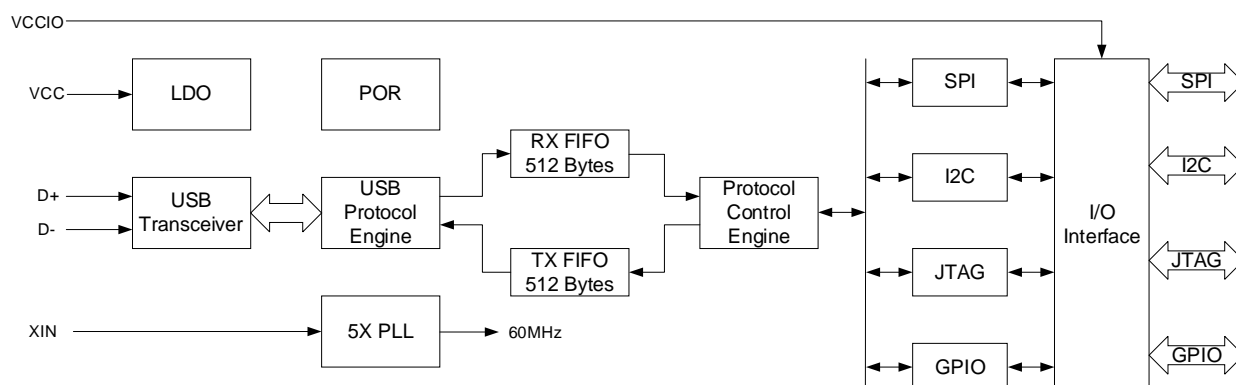 VCCIO
VCC
LDO
POR
SPI
SPI
RX FIFO
512 Bytes
D+
D-
USB
Transceiver
USB
Protocol
Engine
Protocol
Control
Engine
I2C
I/O
Interface
I2C
TX FIFO
512 Bytes
JTAG
JTAG
XIN
5X PLL
60MHz
GPIO
GPIO